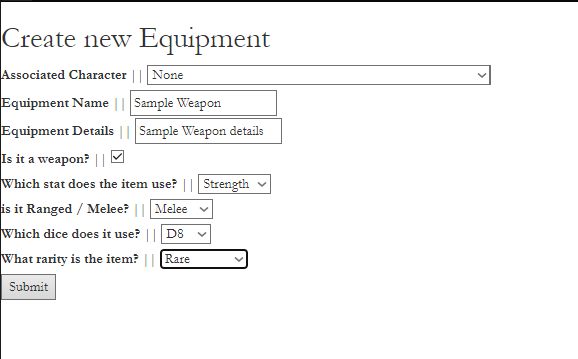 Create new Equipment
Associated Character || None
Equipment Name || Sample Weapon
Equipment Details || Sample Weapon details
Is it a weapon? ||
Which stat does the item use? || Strength
is it Ranged / Melee? || Melee
Which dice does it use? || D8
What rarity is the item? || Rare
Submit